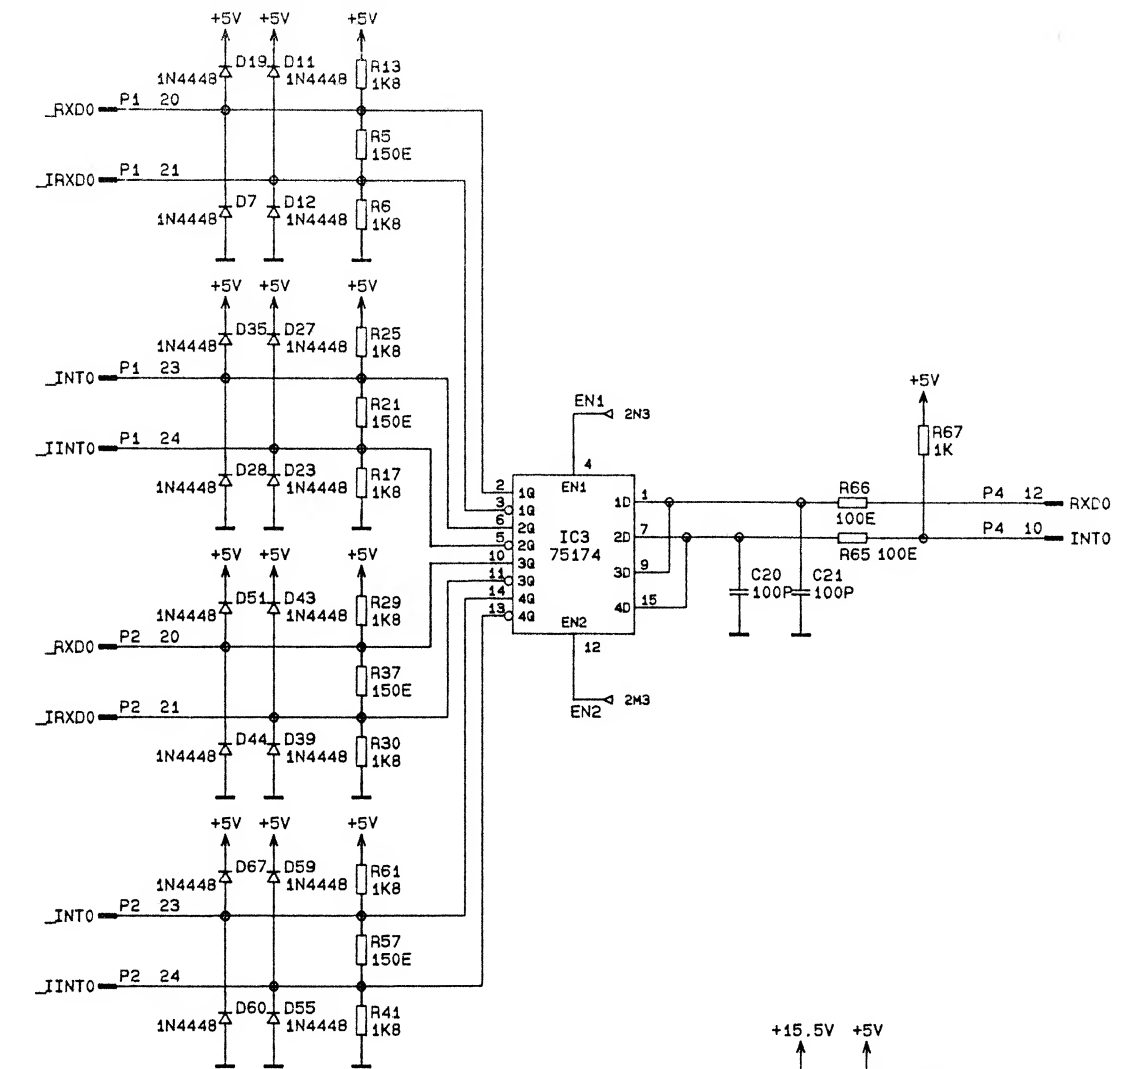 +5V +5V +5V
D19 D11 R13
1N4448 1N4448 1K8
_RXD0 P1 20
R5
150E
_IRXD0 P1 21
D7 D12 R6
1N4448 1N4448 1K8
+5V +5V +5V
D35 D27 R25
1N4448 1N4448 1K8
_INT0 P1 23
R21
150E
_IINT0 P1 24
D28 D23 R17
1N4448 1N4448 1K8
+5V +5V +5V
D51 D43 R29
1N4448 1N4448 1K8
_RXD0 P2 20
R37
150E
_IRXD0 P2 21
D44 D39 R30
1N4448 1N4448 1K8
+5V +5V +5V
D67 D59 R61
1N4448 1N4448 1K8
_INT0 P2 23
R57
150E
_IINT0 P2 24
D60 D55 R41
1N4448 1N4448 1K8
EN1 2N3
4
EN1
2 1Q 1D 1
3 1Q
6 2Q IC3 2D 7
5 2Q 75174
10 3Q 3D 9
11 3Q
14 4Q 4D 15
13 4Q
EN2
12
EN2 2M3
+5V
R67
1K
R66
100E
P4 12 RXD0
P4 10 INT0
R65 100E
C20 C21
100P 100P
+15.5V +5V